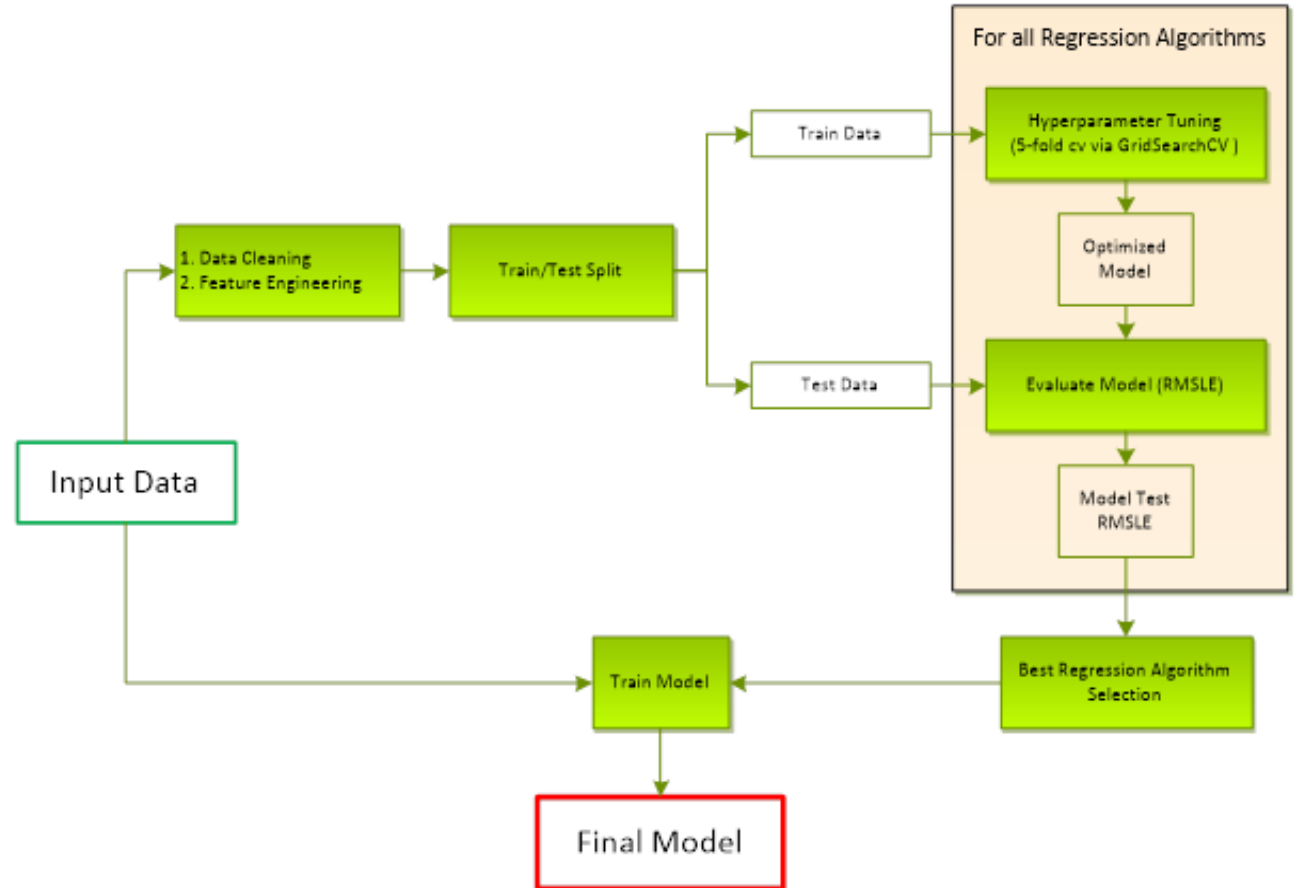 For all Regression Algorithms
Train Data
Hyperparameter Tuning
(5-fold cv via GridSearchCV )
1. Data Cleaning
2. Feature Engineering
Train/Test Split
Optimized
Model
Test Data
Evaluate Model (RMSLE)
Input Data
Model Test
RMSLE
Train Model
Best Regression Algorithm
Selection
Final Model